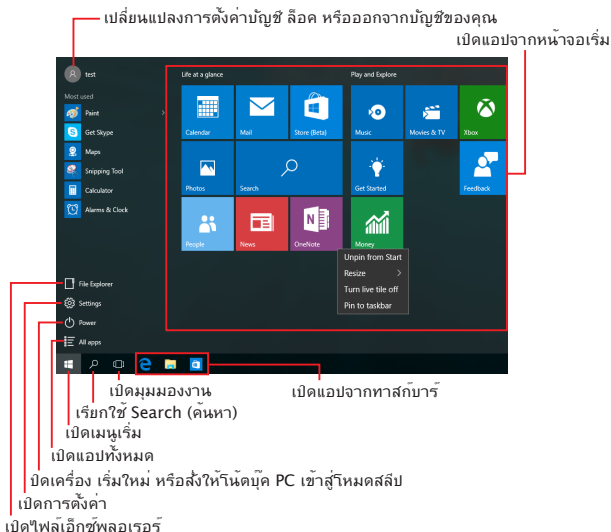 เปลี่ยนแปลงการตั้งค่าบัญชี ล็อค หรือออกจากบัญชีของคุณ
เปิดแอปจากหน้าจอเริ่ม
test
Life at a glance
Play and Explore
Most used
Paint
Get Skype
Maps
Snipping Tool
Calculator
Alarms & Clock
Calendar
Mail
Store (Beta)
Music
Movies & TV
Xbox
Photos
Search
Get Started
Feedback
People
News
OneNote
Money
Unpin from Start
Resize
Turn live tile off
Pin to taskbar
File Explorer
Settings
Power
All apps
เปิดมุมมองงาน
เปิดแอปจากทาสก์บาร์
เรียกใช้ Search (ค้นหา)
เปิดเมนูเริ่ม
เปิดแอปทั้งหมด
ปิดเครื่อง เริ่มใหม่ หรือสั่งให้โน้ตบุ๊ค PC เข้าสู่โหมดสลีป
เปิดการตั้งค่า
เปิดไฟล์เอ็กซ์พลอเรอร์